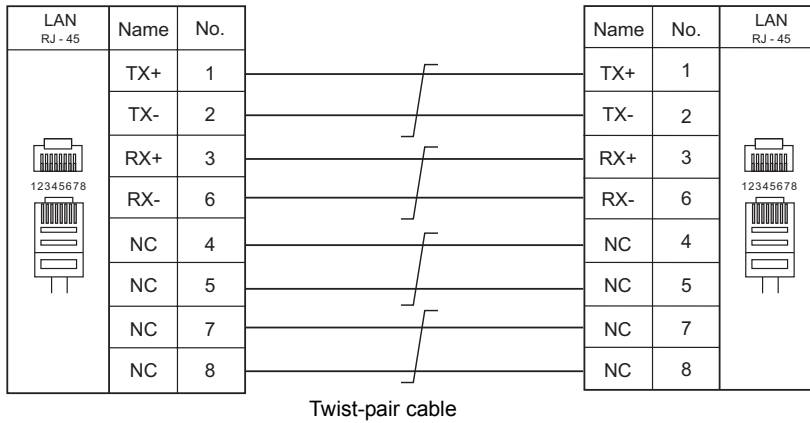 LAN Name No. Name No. LAN
RJ - 45 RJ - 45
TX+ 1 TX+ 1
TX- 2 TX- 2
RX+ 3 RX+ 3
12345678 RX- 6 RX- 6 12345678
NC 4 NC 4
NC 5 NC 5
NC 7 NC 7
NC 8 NC 8
Twist-pair cable